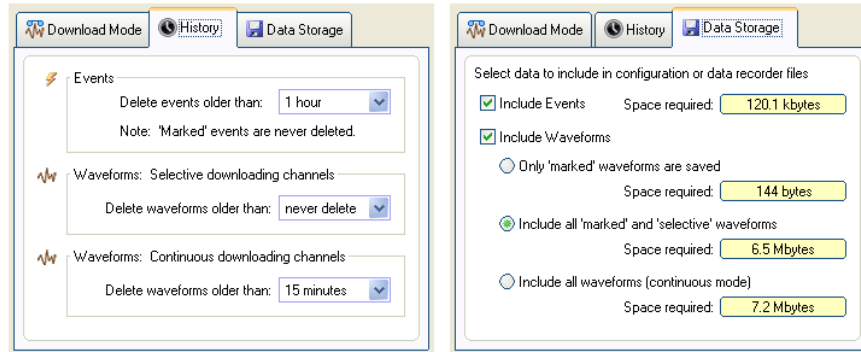 Download Mode
History
Data Storage
Events
Delete events older than: 1 hour
Note: 'Marked' events are never deleted.
Waveforms: Selective downloading channels
Delete waveforms older than: never delete
Waveforms: Continuous downloading channels
Delete waveforms older than: 15 minutes
Download Mode
History
Data Storage
Select data to include in configuration or data recorder files
Include Events Space required: 120.1 kbytes
Include Waveforms
Only 'marked' waveforms are saved
Space required: 144 bytes
Include all 'marked' and 'selective' waveforms
Space required: 6.5 Mbytes
Include all waveforms (continuous mode)
Space required: 7.2 Mbytes